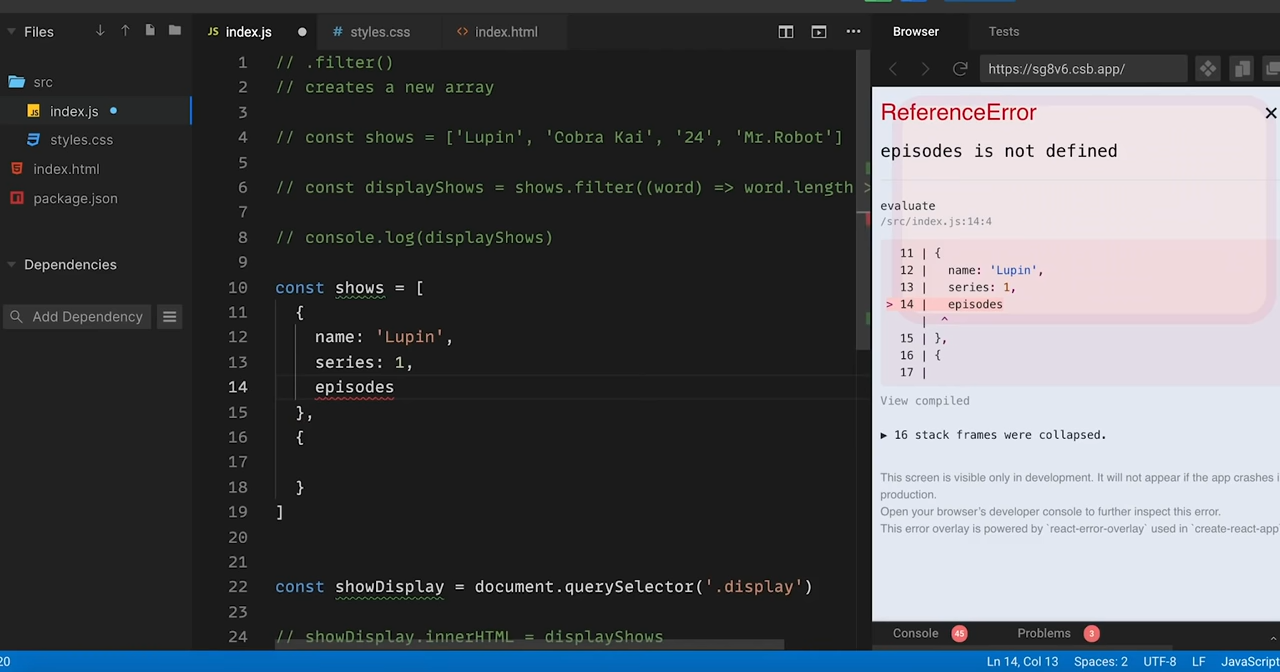 Files
index.js
styles.css
index.html
Browser
Tests
https://sg8v6.csb.app/
src
index.js
styles.css
index.html
package.json
Dependencies
Add Dependency
1 // .filter()
2 // creates a new array
3
4 // const shows = ['Lupin', 'Cobra Kai', '24', 'Mr.Robot']
5
6 // const displayShows = shows.filter((word) => word.length >
7
8 // console.log(displayShows)
9
10 const shows = [
11 {
12 name: 'Lupin',
13 series: 1,
14 episodes
15 },
16 {
17
18 }
19 ]
20
21
22 const showDisplay = document.querySelector('.display')
23
24 // showDisplay.innerHTML = displayShows
ReferenceError
episodes is not defined
evaluate
/src/index.js:14:4
11 | {
12 | name: 'Lupin',
13 | series: 1,
> 14 | episodes
| ^
15 | },
16 | {
17 |
View compiled
▶ 16 stack frames were collapsed.
This screen is visible only in development. It will not appear if the app crashes i
production.
Open your browser's developer console to further inspect this error.
This error overlay is powered by `react-error-overlay` used in `create-react-app
Console 45 Problems 3
20 Ln 14, Col 13 Spaces: 2 UTF-8 LF JavaScript